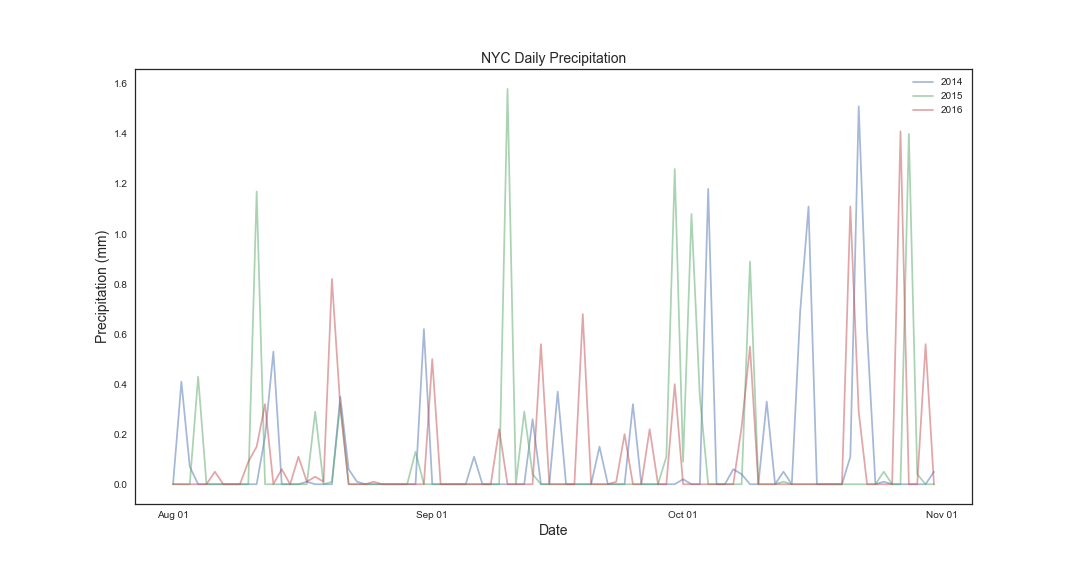 NYC Daily Precipitation
1.6
1.4
1.2
1.0
0.8
0.6
0.4
0.2
0.0
Precipitation (mm)
2014
2015
2016
Aug 01
Sep 01
Oct 01
Nov 01
Date